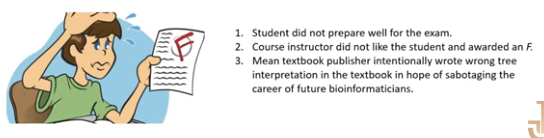 F
1. Student did not prepare well for the exam.
2. Course instructor did not like the student and awarded an F.
3. Mean textbook publisher intentionally wrote wrong tree
interpretation in the textbook in hope of sabotaging the
career of future bioinformaticians.